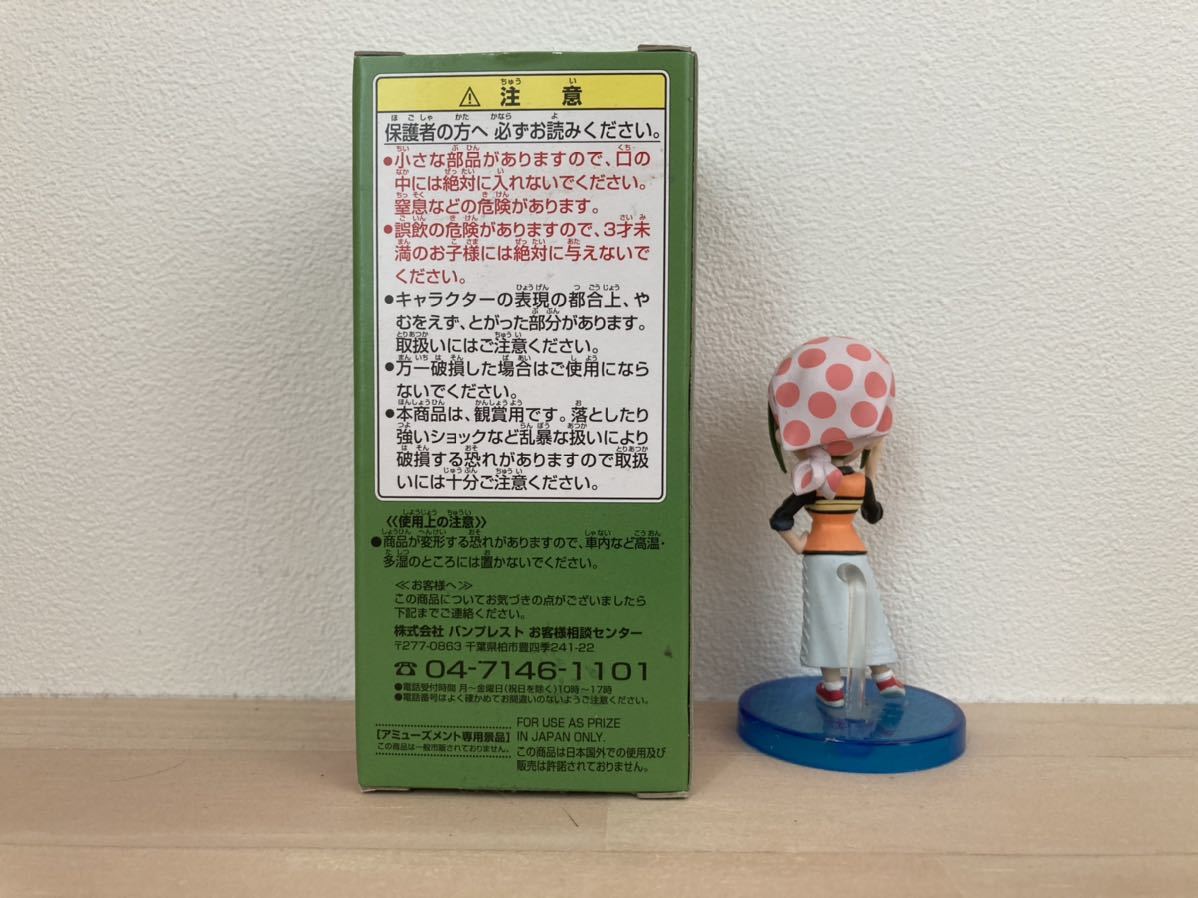 ⚠ 注意
保護者の方へ 必ずお読みください。
●小さな部品がありますので、口の
中には絶対に入れないでください。
窒息などの危険があります。
●誤飲の危険がありますので、3才未
満のお子様には絶対に与えないで
ください。
●キャラクターの表現の都合上、や
むをえず、とがった部分があります。
取扱いにはご注意ください。
●万一破損した場合はご使用になら
ないでください。
●本商品は、観賞用です。落としたり
強いショックなど乱暴な扱いにより
破損する恐れがありますので取扱
いには十分ご注意ください。
《使用上の注意》
●商品が変形する恐れがありますので、車内など高温・
多湿のところには置かないでください。
≪お客様へ≫
この商品についてお気づきの点がございましたら
下記までご連絡ください。
株式会社 バンプレスト お客様相談センター
〒277-0863 千葉県柏市豊四季241-22
☎ 04-7146-1101
●電話受付時間 月〜金曜日(祝日を除く)10時〜17時
●電話番号はよく確かめてお間違いのないようご注意ください。
[アミューズメント専用景品]
この商品は一般市販されておりません。
FOR USE AS PRIZE
IN JAPAN ONLY.
この商品は日本国外での使用及び
販売は許諾されておりません。